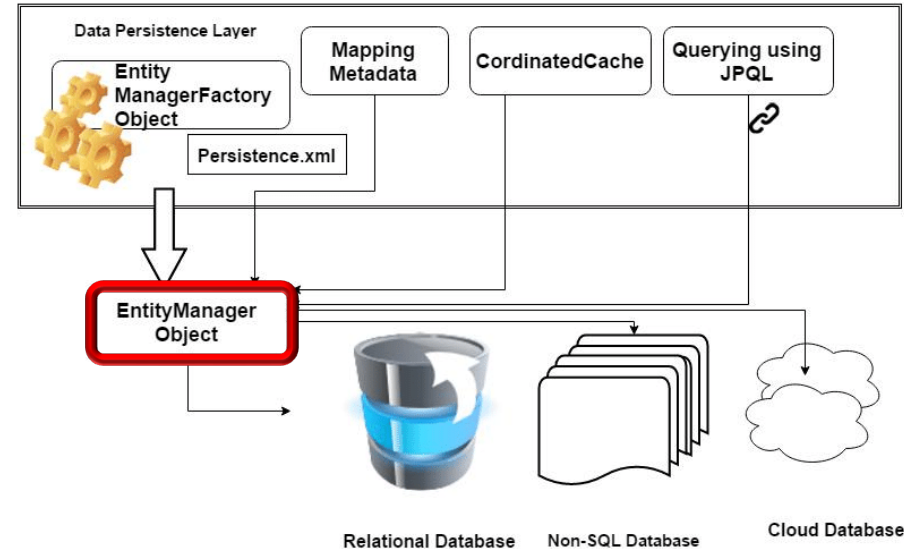 Data Persistence Layer
Entity
ManagerFactory
Object
Persistence.xml
Mapping
Metadata
CordinatedCache
Querying using
JPQL
EntityManager
Object
Relational Database
Non-SQL Database
Cloud Database